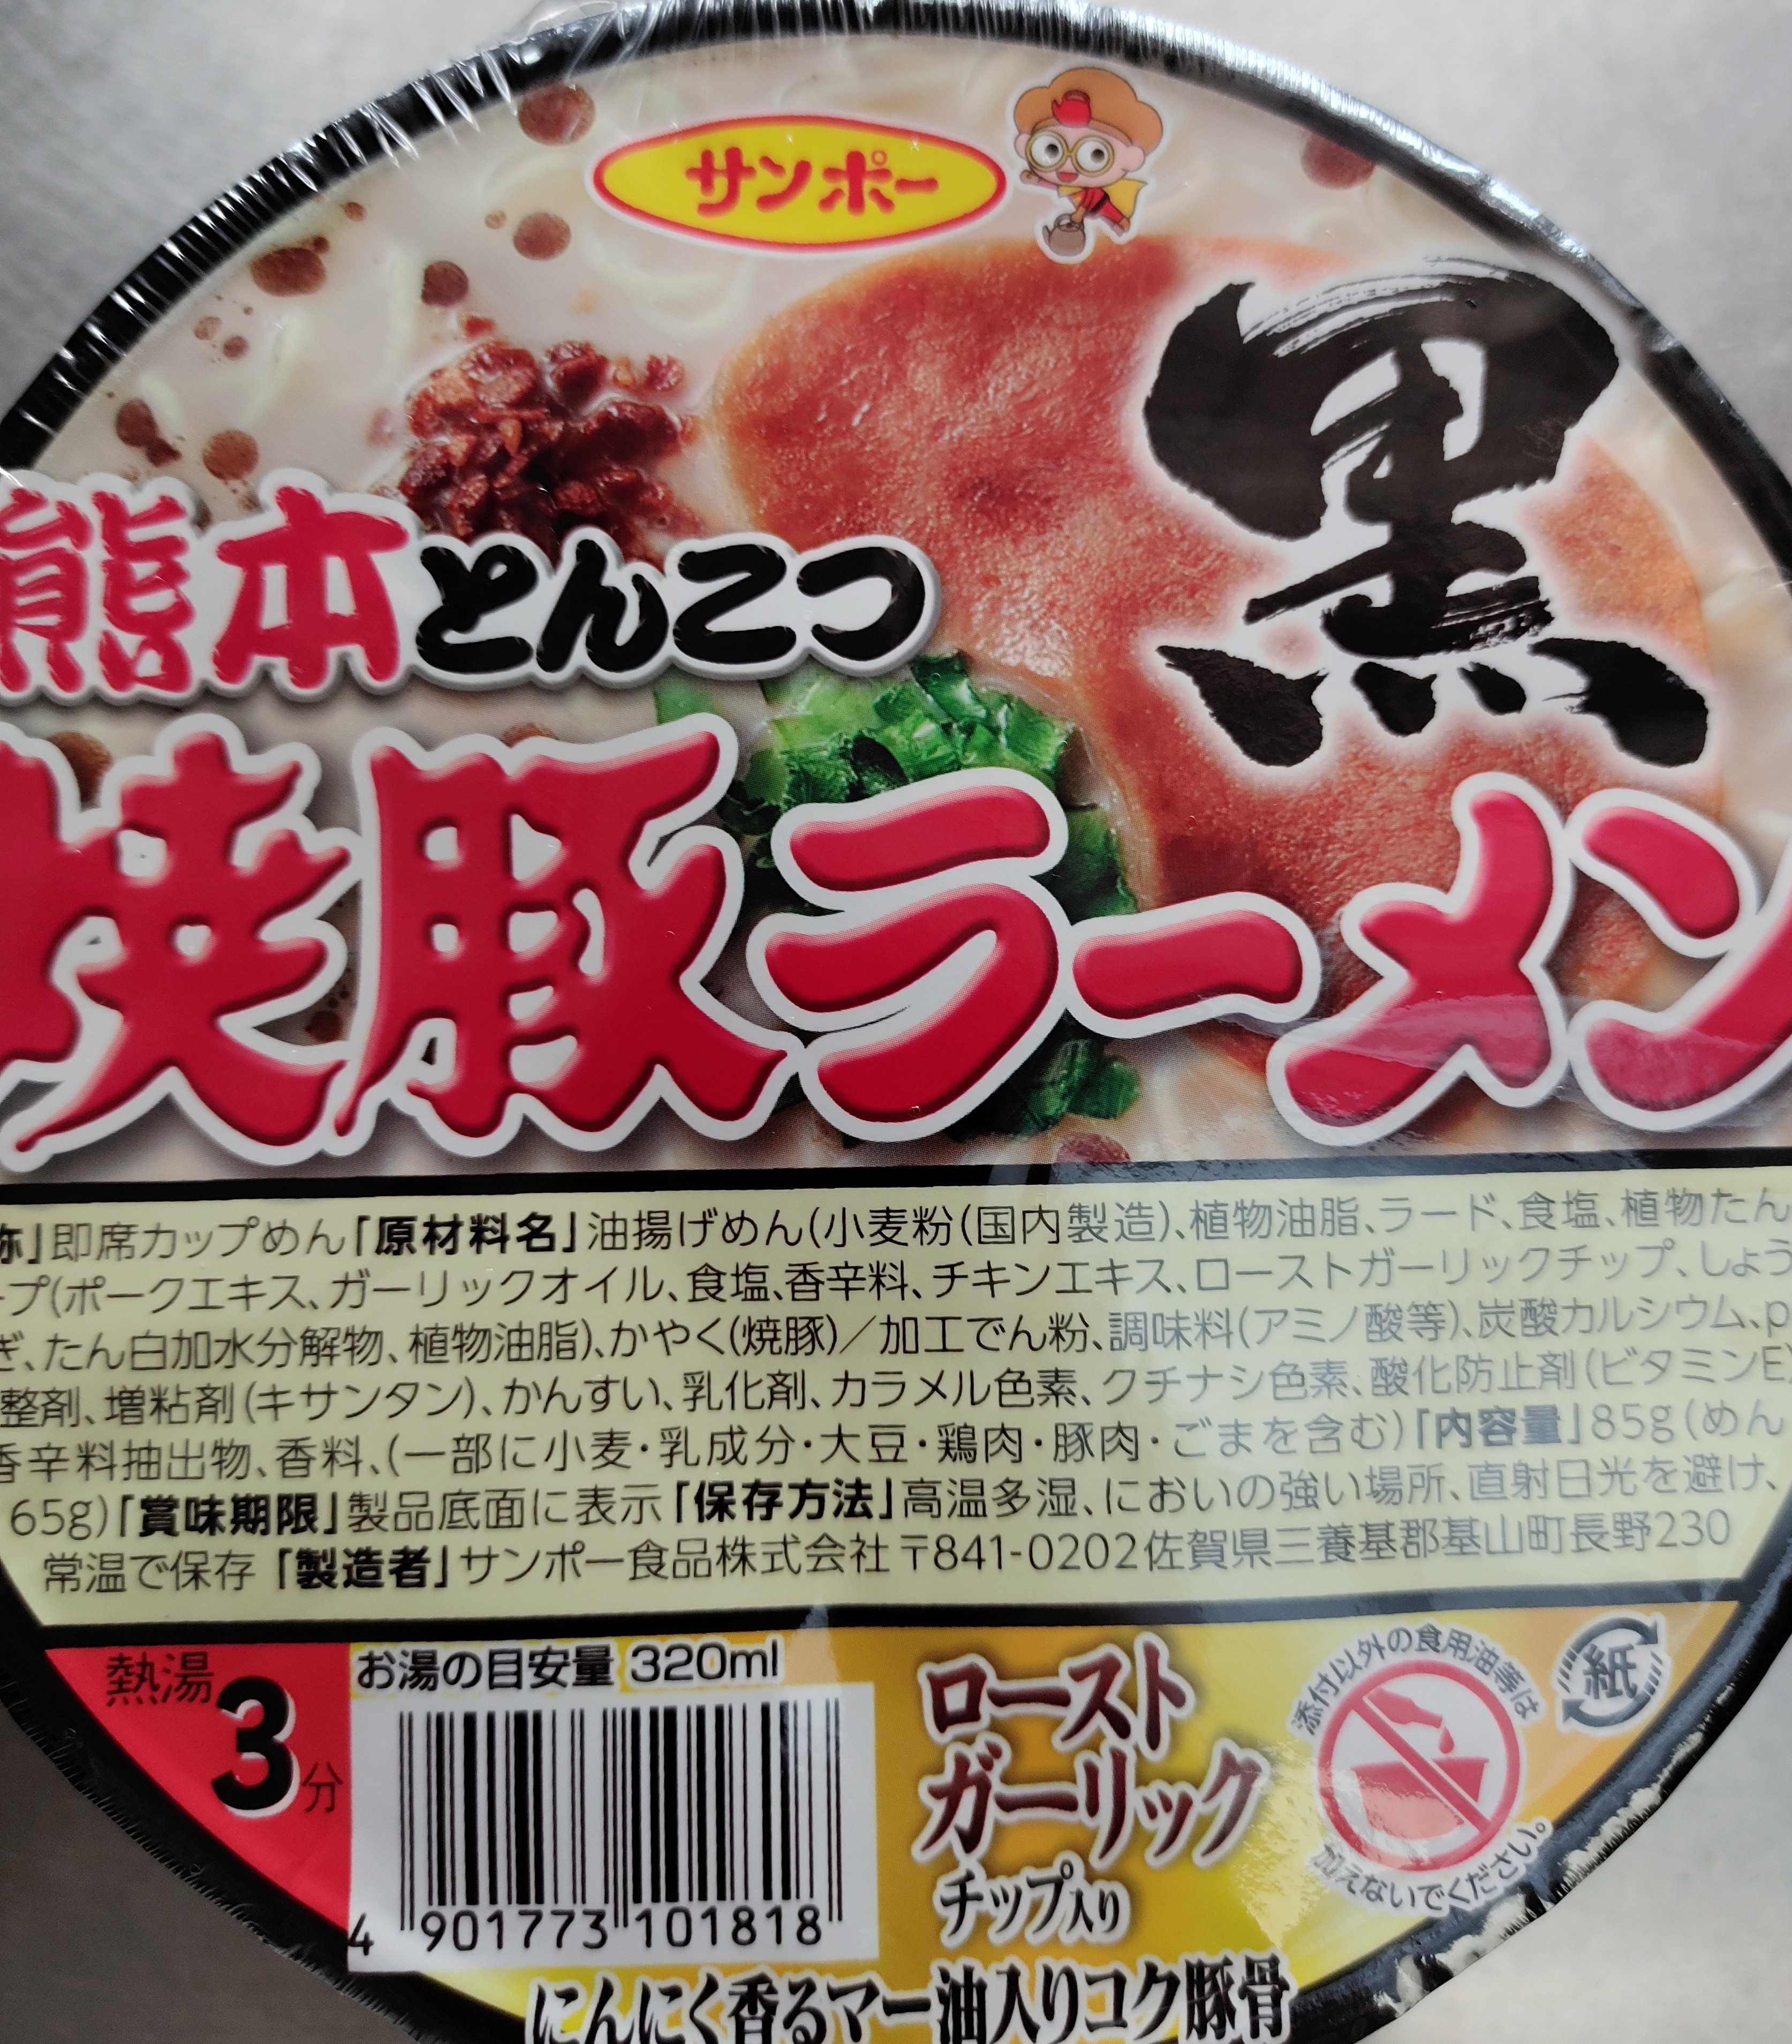 サンポー
黒
熊本とんこつ
焼豚ラーメン
称」即席カップめん「原材料名」油揚げめん(小麦粉(国内製造)、植物油脂、ラード、食塩、植物たん
ープ(ポークエキス、ガーリックオイル、食塩、香辛料、チキンエキス、ローストガーリックチップ、しょう
ぎ、たん白加水分解物、植物油脂)、かやく(焼豚)/加工でん粉、調味料(アミノ酸等)、炭酸カルシウム、p
整剤、増粘剤(キサンタン)、かんすい、乳化剤、カラメル色素、クチナシ色素、酸化防止剤(ビタミンE)
香辛料抽出物、香料、(一部に小麦・乳成分・大豆・鶏肉・豚肉・ごまを含む)「内容量」85g(めん
65g)「賞味期限」製品底面に表示「保存方法」高温多湿、においの強い場所、直射日光を避け、
常温で保存「製造者」サンポー食品株式会社 〒841-0202佐賀県三養基郡基山町長野230
熱湯
3分
お湯の目安量 320ml
4 901773 101818
ロースト
ガーリック
チップ入り
添付以外の食用油等は
加えないでください。
紙
にんにく香るマー油入りコク豚骨